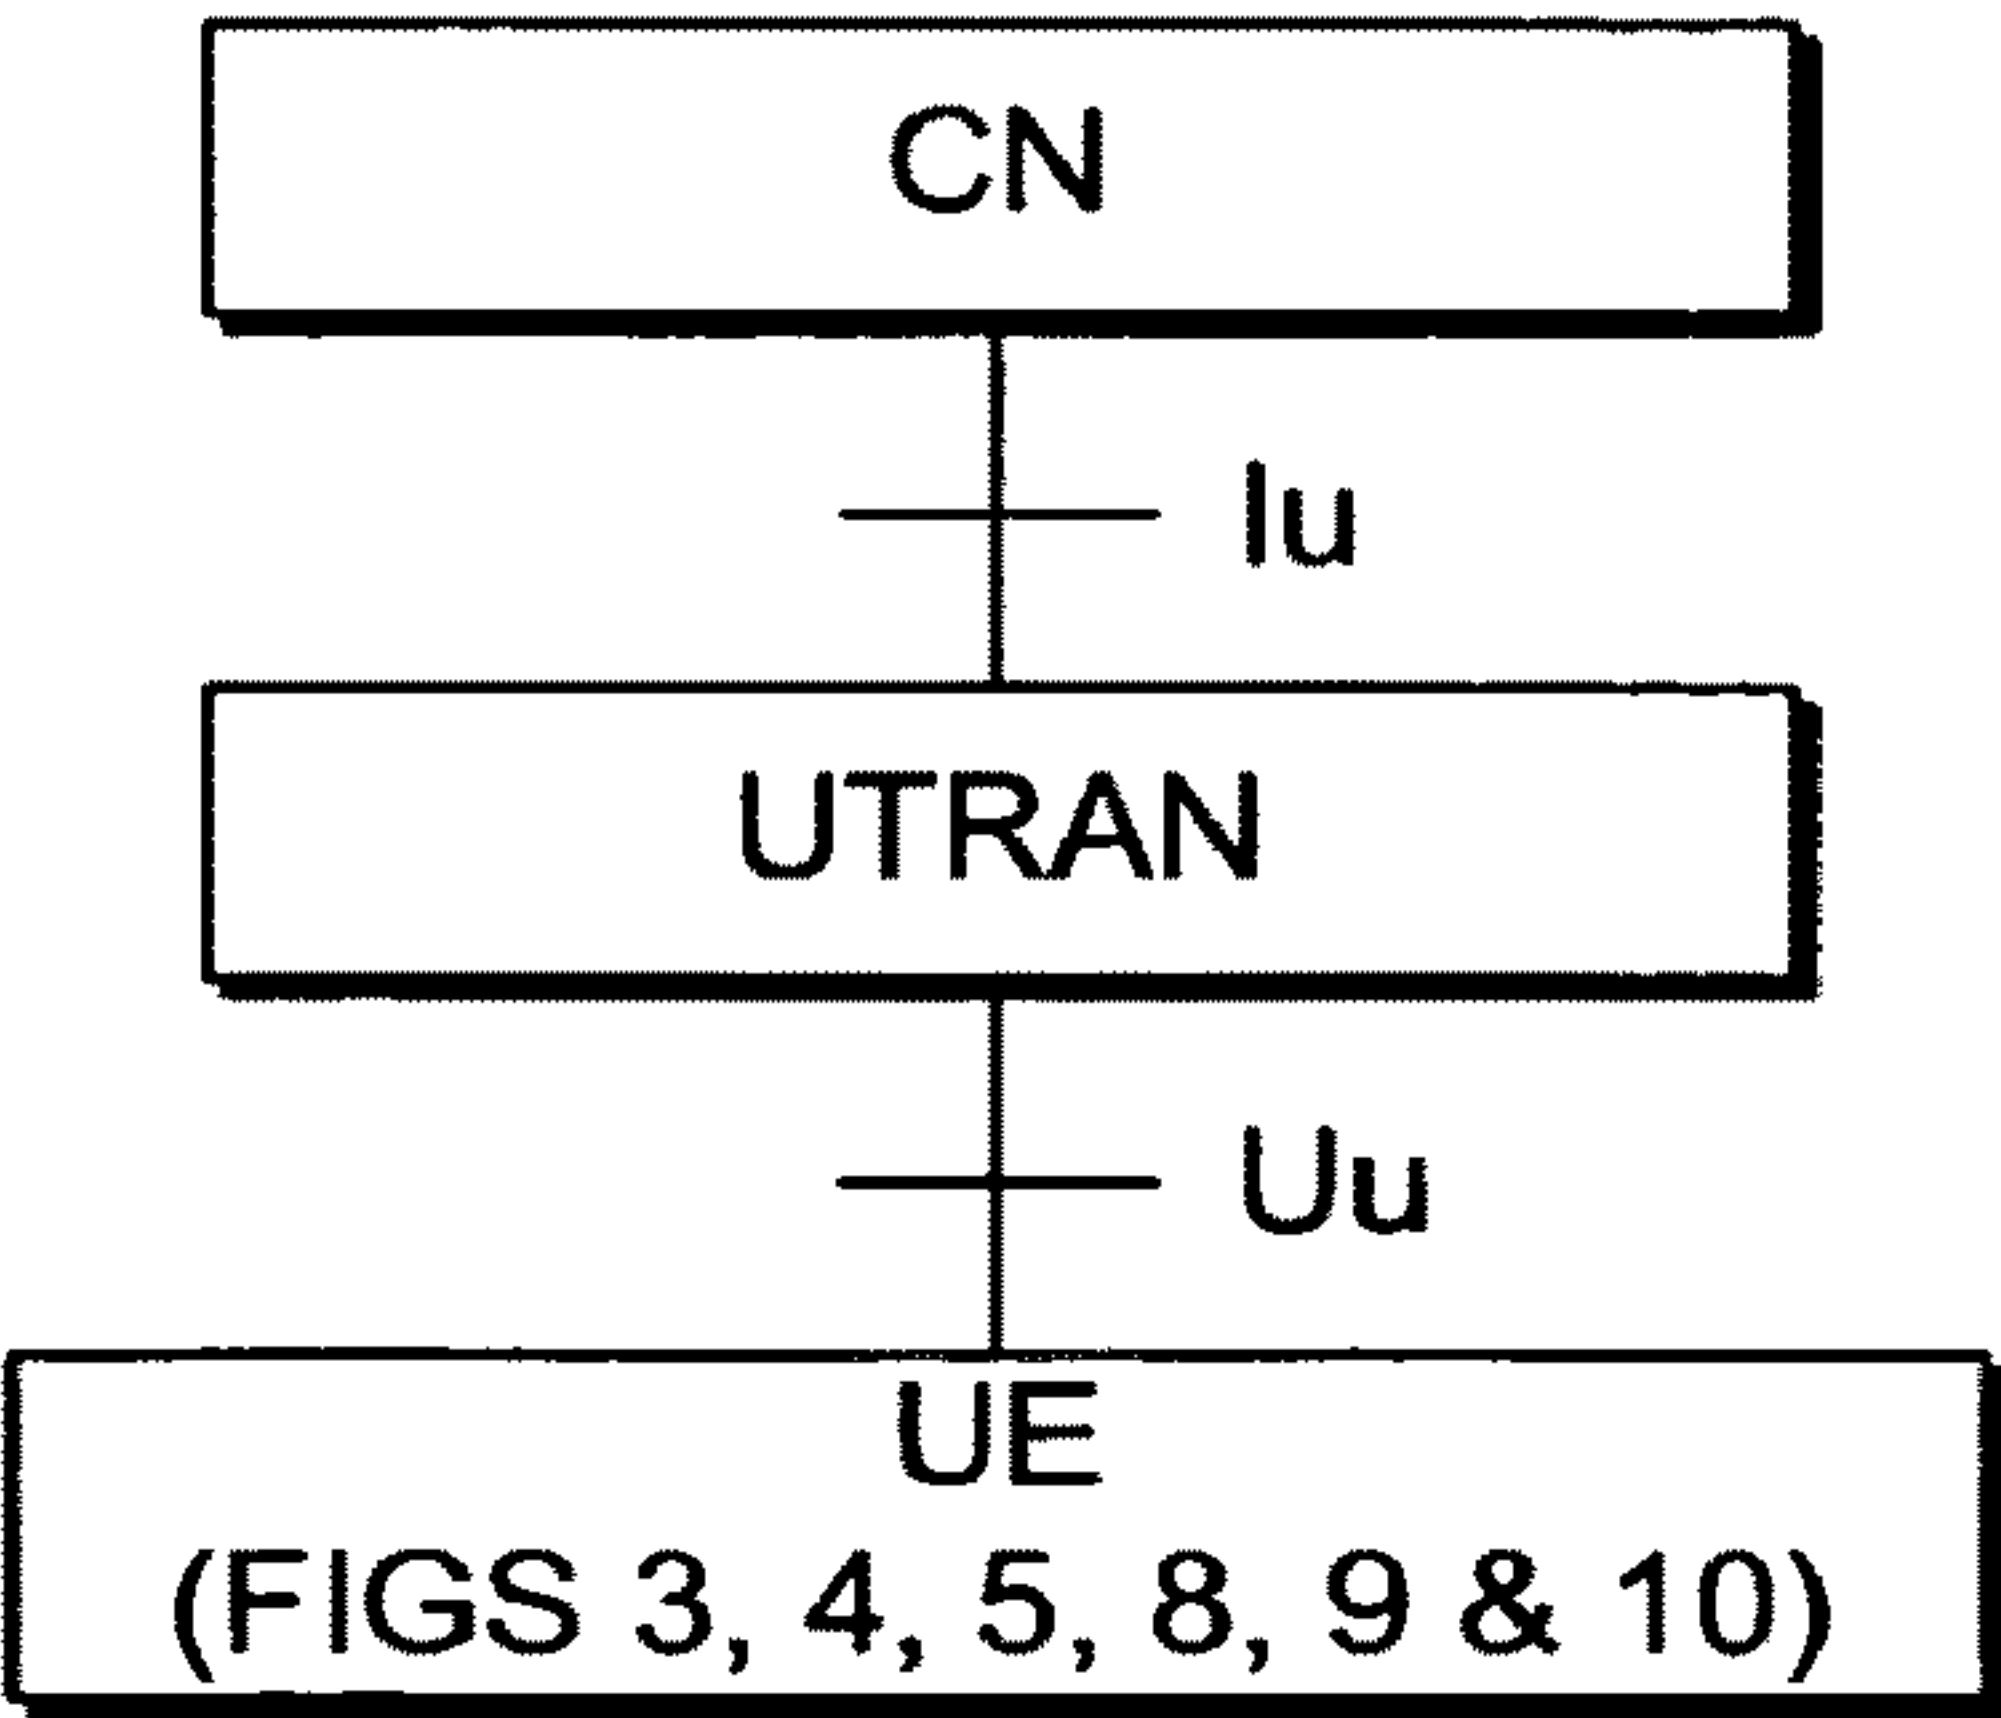 CN
Iu
UTRAN
Uu
UE
(FIGS 3, 4, 5, 8, 9 & 10)